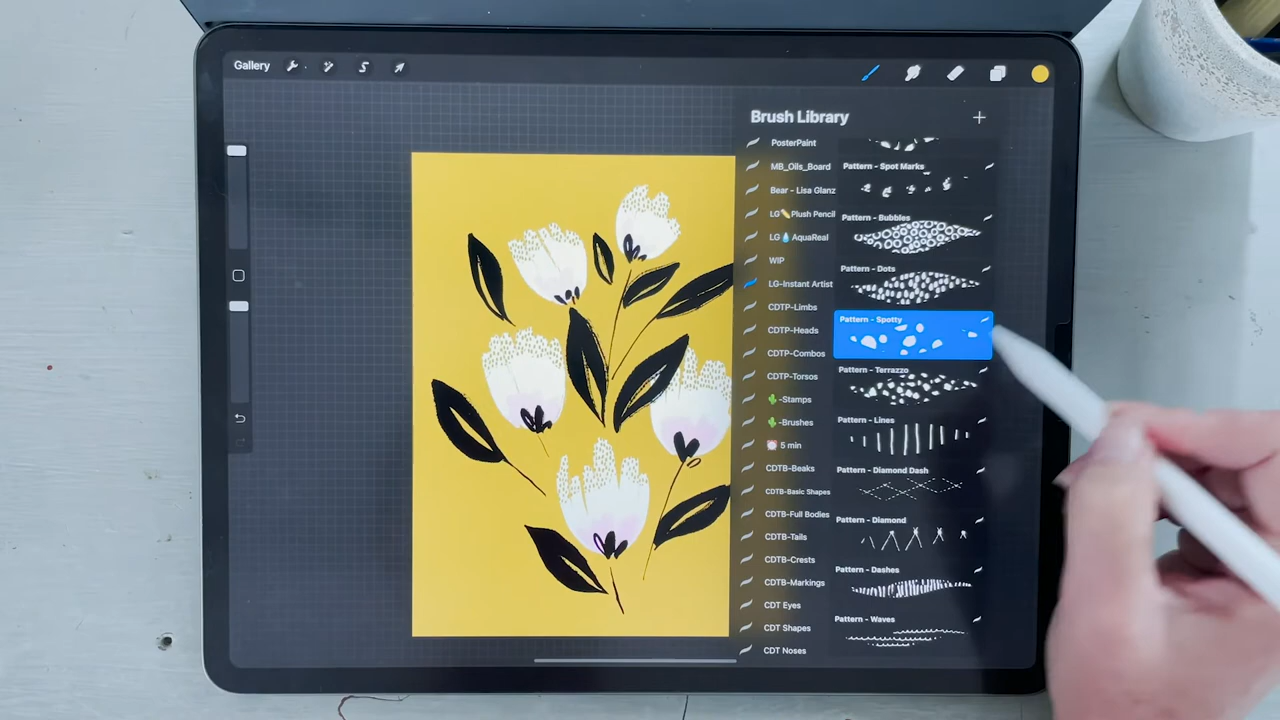 Gallery
Brush Library
PosterPaint
MB_Oils_Board
Bear - Lisa Glanz
LG✏️Plush Pencil
LG💧AquaReal
WIP
LG-Instant Artist
CDTP-Limbs
CDTP-Heads
CDTP-Combos
CDTP-Torsos
🌵-Stamps
🌵-Brushes
⏰ 5 min
CDTB-Beaks
CDTB-Basic Shapes
CDTB-Full Bodies
CDTB-Tails
CDTB-Crests
CDTB-Markings
CDT Eyes
CDT Shapes
CDT Noses
Pattern - Spot Marks
Pattern - Bubbles
Pattern - Dots
Pattern - Spotty
Pattern - Terrazzo
Pattern - Lines
Pattern - Diamond Dash
Pattern - Diamond
Pattern - Dashes
Pattern - Waves